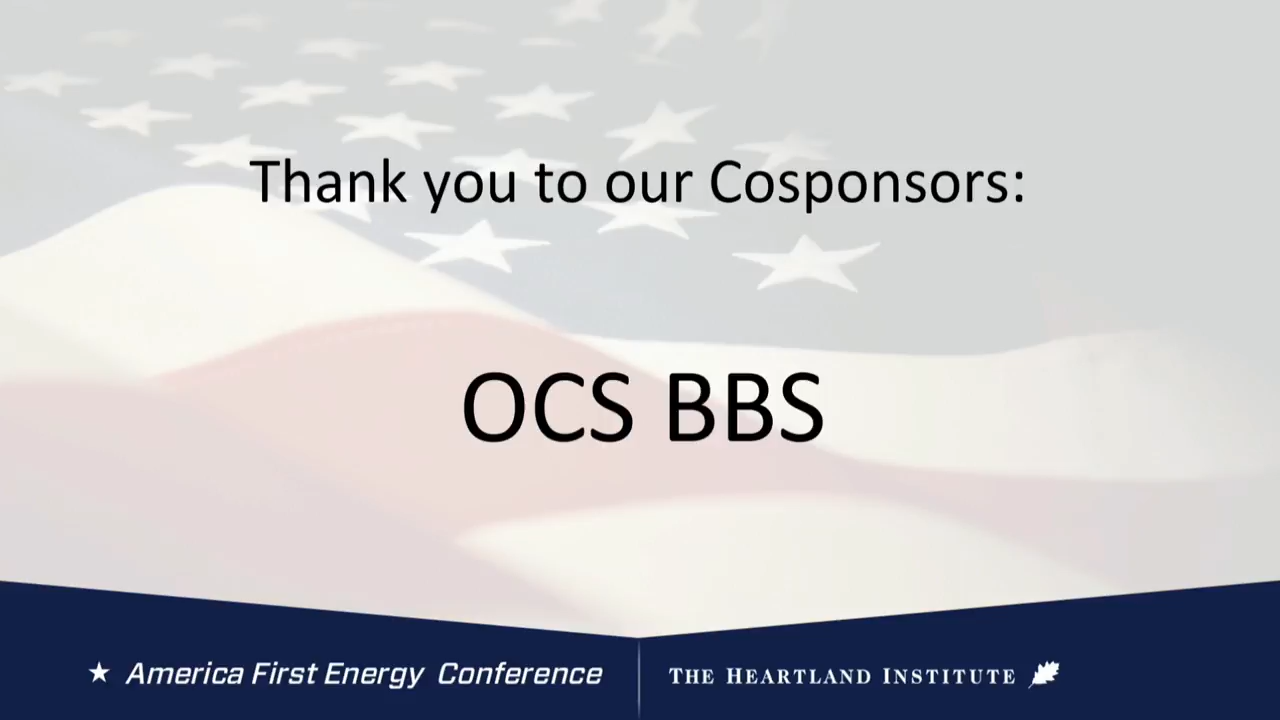 Thank you to our Cosponsors:
OCS BBS
America First Energy Conference
THE HEARTLAND INSTITUTE